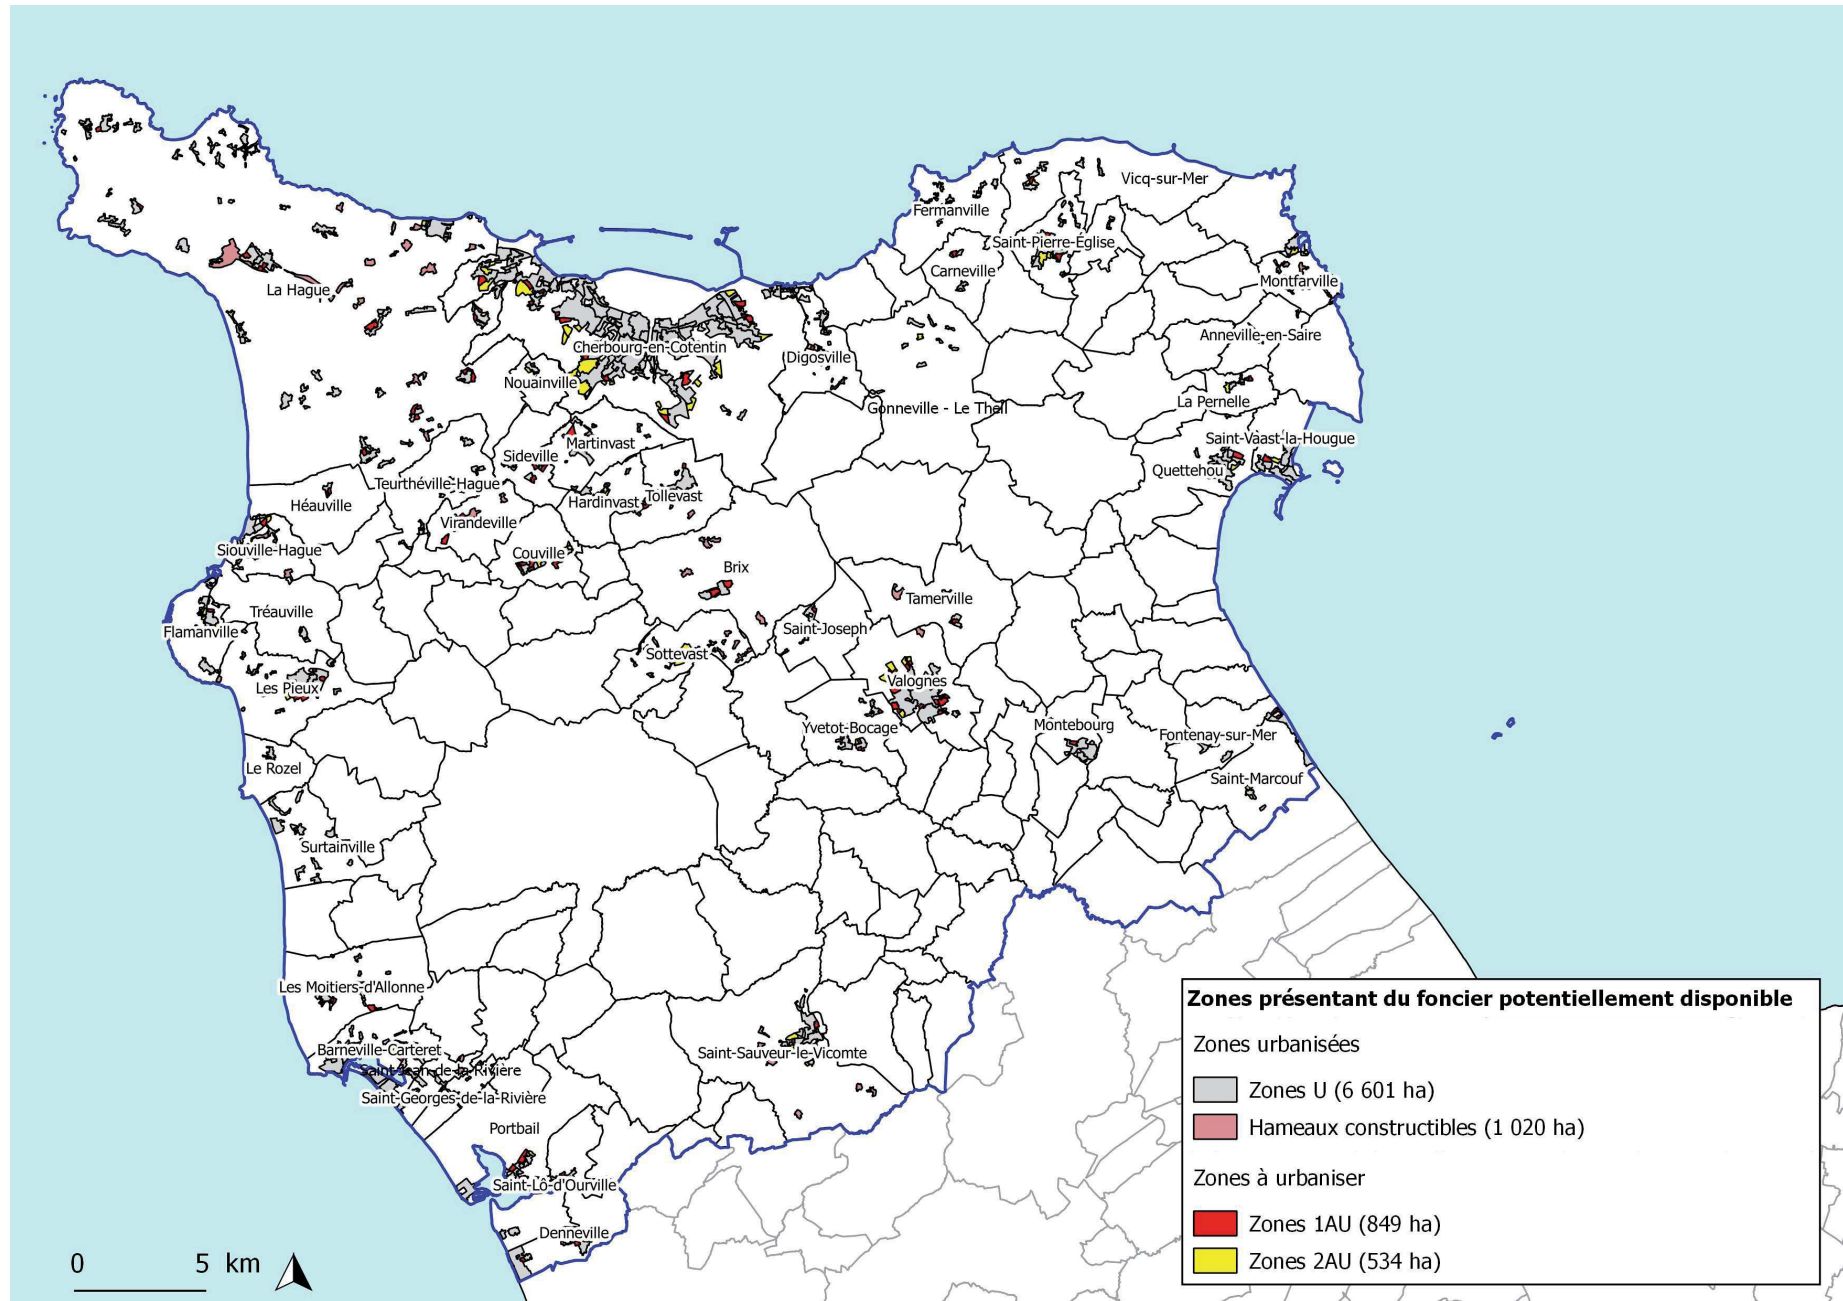 Vicq-sur-Mer
Fermanville
Saint-Pierre-Église
Carneville
Montfarville
La Hague
Anneville-en-Saire
Cherbourg-en-Cotentin
Digosville
Nouainville
La Pernelle
Gonneville - Le Theil
Saint-Vaast-la-Hougue
Martinvast
Sideville
Quettehou
Teurthéville-Hague
Hardinvast
Tollevast
Héauville
Virandeville
Siouville-Hague
Couville
Brix
Tamerville
Tréauville
Saint-Joseph
Flamanville
Sottevast
Les Pieux
Valognes
Yvetot-Bocage
Montebourg
Fontenay-sur-Mer
Le Rozel
Saint-Marcouf
Surtainville
Les Moitiers-d'Allonne
Barneville-Carteret
Saint-Sauveur-le-Vicomte
Saint-Jean-de-la-Rivière
Saint-Georges-de-la-Rivière
Portbail
Saint-Lô-d'Ourville
Denneville
0 5 km
Zones présentant du foncier potentiellement disponible
Zones urbanisées
Zones U (6 601 ha)
Hameaux constructibles (1 020 ha)
Zones à urbaniser
Zones 1AU (849 ha)
Zones 2AU (534 ha)